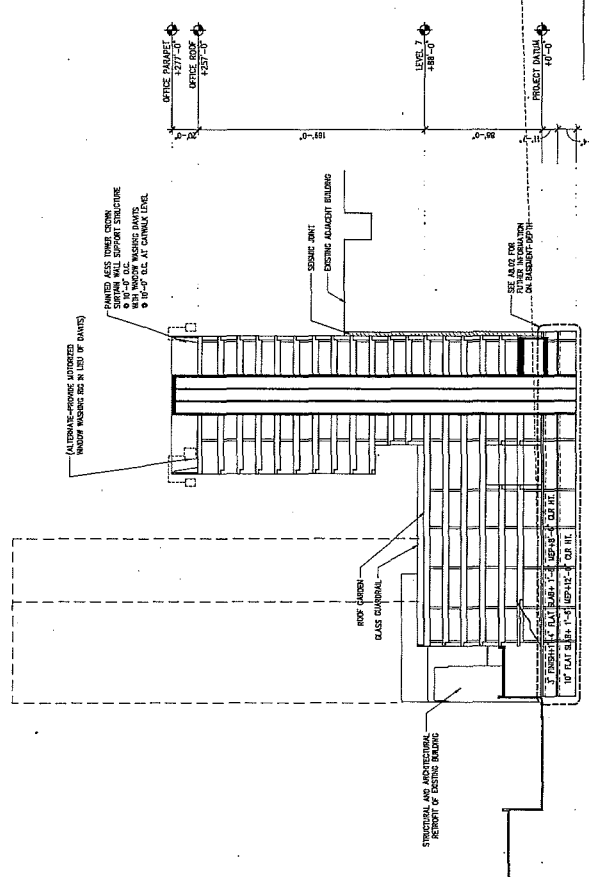 OFFICE PARAPET
+277'-0"
OFFICE ROOF
+257'-0"
LEVEL 7
+88'-0"
PROJECT DATUM
+0'-0"
20'-0"
169'-0"
88'-0"
PAINTED AESS TOWER CROWN
SURTAIN WALL SUPPORT STRUCTURE
@ 10'-0" O.C.
WITH WINDOW WASHING DAVITS
@ 10'-0" O.C. AT CATWALK LEVEL
(ALTERNATE-PROVIDE MOTORIZED
WINDOW WASHING RIG IN LIEU OF DAVITS)
SEISMIC JOINT
EXISTING ADJACENT BUILDING
SEE A8.02 FOR
FUTHER INFORMATION
ON BASEMENT DEPTH
ROOF GARDEN
GLASS GUARDRAIL
STRUCTURAL AND ARCHITECTURAL
RETROFIT OF EXISTING BUILDING
3" FINISH+1'-4" FLAT SLAB+ 1'-6" MEP+8'-6" CLR HT.
10" FLAT SLAB+ 1'-6" MEP+12'-0" CLR HT.